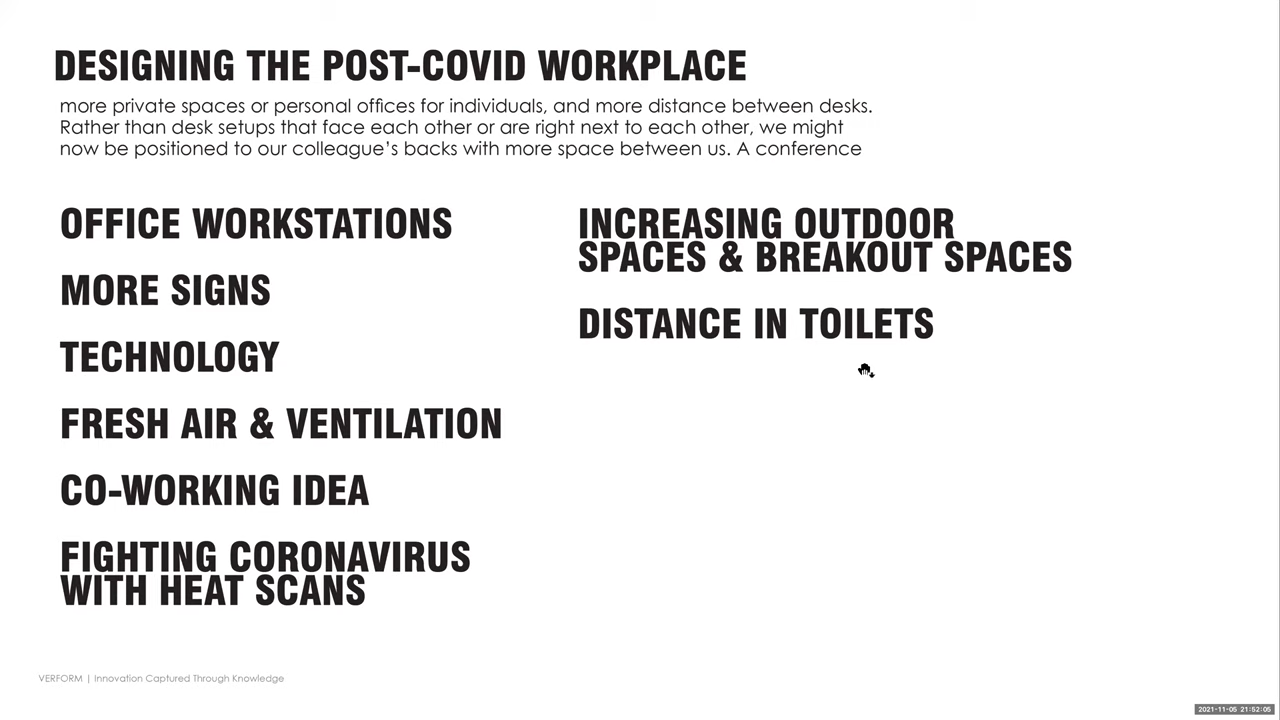 DESIGNING THE POST-COVID WORKPLACE
more private spaces or personal offices for individuals, and more distance between desks.
Rather than desk setups that face each other or are right next to each other, we might
now be positioned to our colleague's backs with more space between us. A conference
OFFICE WORKSTATIONS
MORE SIGNS
TECHNOLOGY
FRESH AIR & VENTILATION
CO-WORKING IDEA
FIGHTING CORONAVIRUS
WITH HEAT SCANS
INCREASING OUTDOOR
SPACES & BREAKOUT SPACES
DISTANCE IN TOILETS
VERFORM | Innovation Captured Through Knowledge
2021-11-05 21:52:05